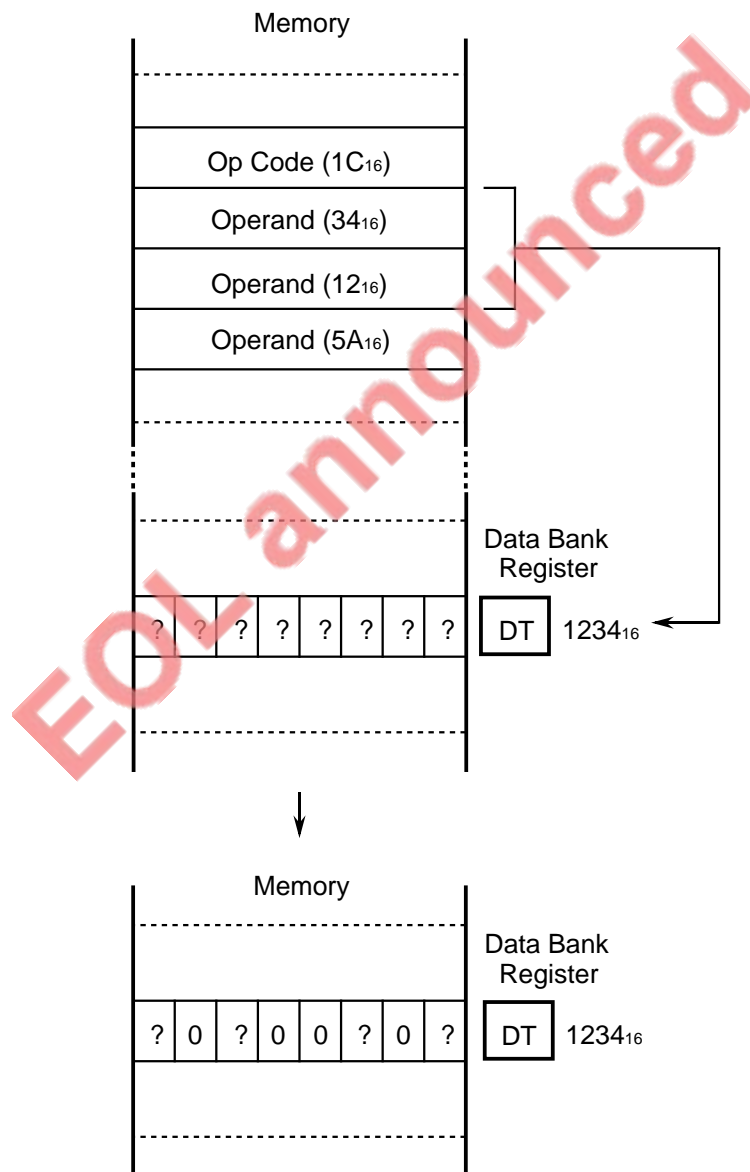 Memory
Op Code (1C16)
Operand (3416)
Operand (1216)
Operand (5A16)
Data Bank
Register
? ? ? ? ? ? ? ? DT 123416
EOL announced
Memory
Data Bank
Register
? 0 ? 0 0 ? 0 ? DT 123416